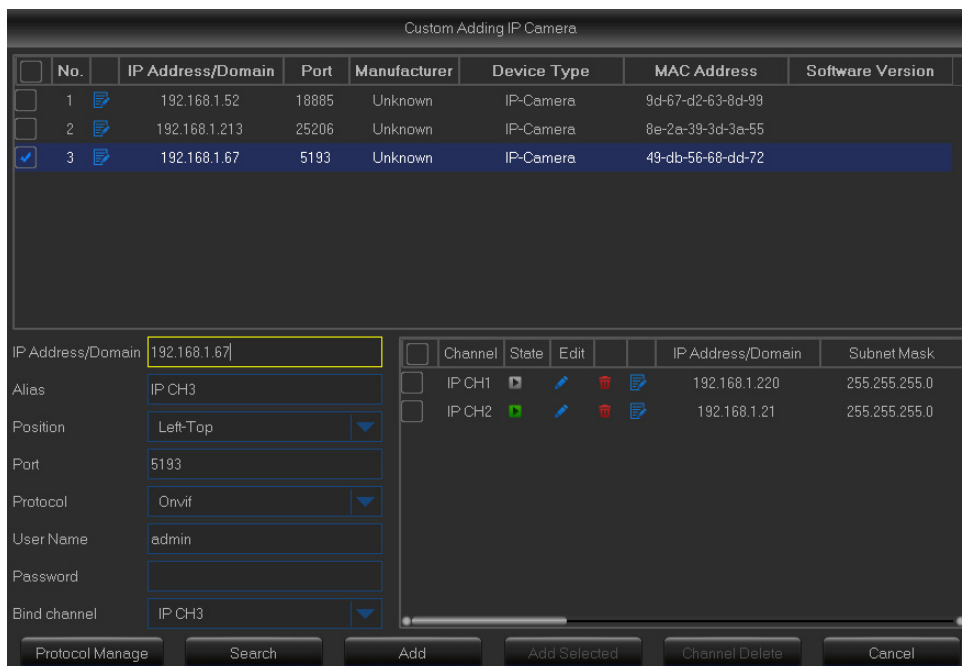 Custom Adding IP Camera
No. IP Address/Domain Port Manufacturer Device Type MAC Address Software Version
1 192.168.1.52 18885 Unknown IP-Camera 9d-67-d2-63-8d-99
2 192.168.1.213 25206 Unknown IP-Camera 8e-2a-39-3d-3a-55
3 192.168.1.67 5193 Unknown IP-Camera 49-db-56-68-dd-72
IP Address/Domain 192.168.1.67
Alias IP CH3
Position Left-Top
Port 5193
Protocol Onvif
User Name admin
Password
Bind channel IP CH3
Channel State Edit IP Address/Domain Subnet Mask
IP CH1 192.168.1.220 255.255.255.0
IP CH2 192.168.1.21 255.255.255.0
Protocol Manage Search Add Add Selected Channel Delete Cancel